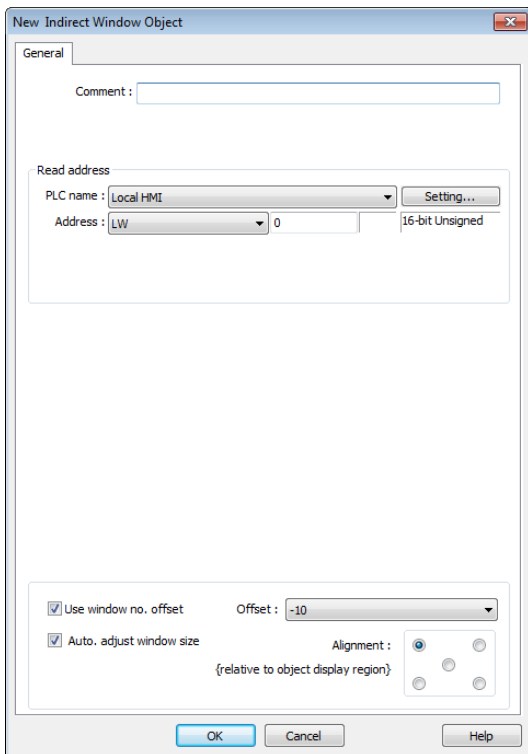 New Indirect Window Object
General
Comment :
Read address
PLC name : Local HMI Setting...
Address : LW 0 16-bit Unsigned
Use window no. offset Offset : -10
Auto. adjust window size Alignment :
{relative to object display region}
OK Cancel Help